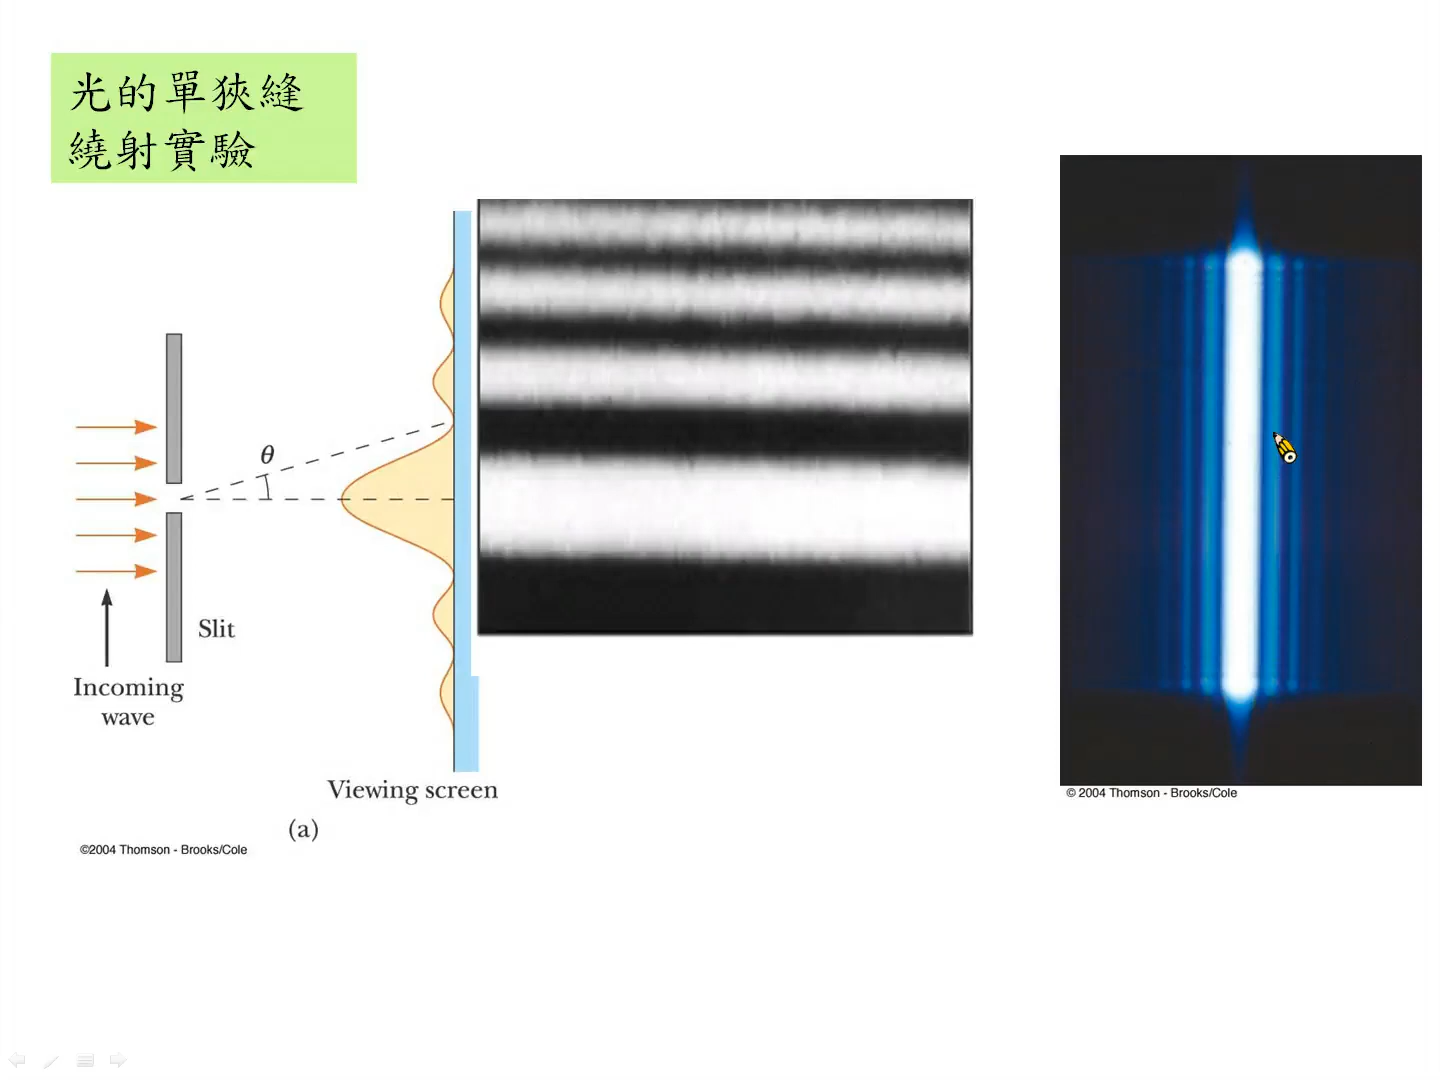 光的單狹縫
繞射實驗
θ
Slit
Incoming
wave
Viewing screen
(a)
©2004 Thomson - Brooks/Cole
© 2004 Thomson - Brooks/Cole